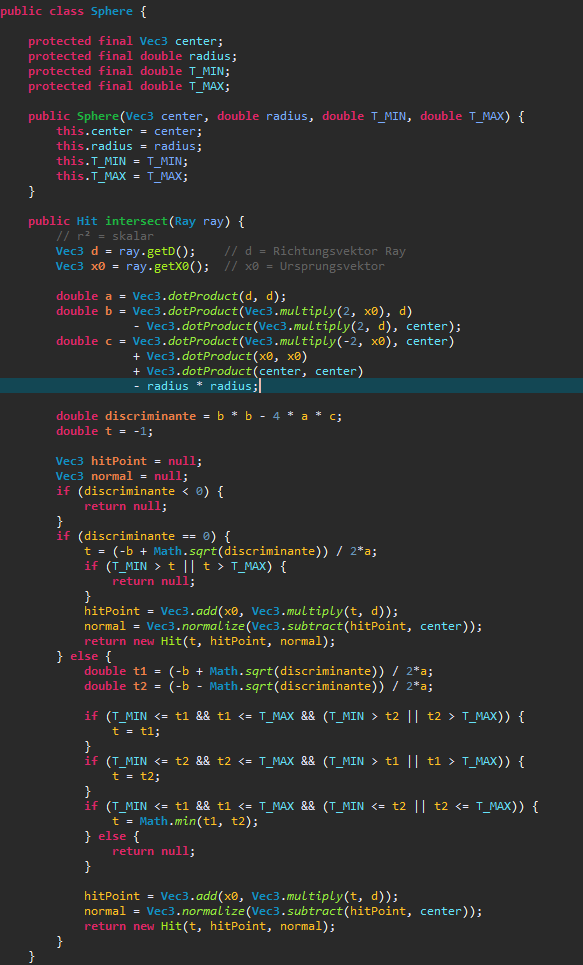 public class Sphere {
protected final Vec3 center;
protected final double radius;
protected final double T_MIN;
protected final double T_MAX;
public Sphere(Vec3 center, double radius, double T_MIN, double T_MAX) {
this.center = center;
this.radius = radius;
this.T_MIN = T_MIN;
this.T_MAX = T_MAX;
}
public Hit intersect(Ray ray) {
// r² = skalar
Vec3 d = ray.getD();    // d = Richtungsvektor Ray
Vec3 x0 = ray.getX0();  // x0 = Ursprungsvektor
double a = Vec3.dotProduct(d, d);
double b = Vec3.dotProduct(Vec3.multiply(2, x0), d)
- Vec3.dotProduct(Vec3.multiply(2, d), center);
double c = Vec3.dotProduct(Vec3.multiply(-2, x0), center)
+ Vec3.dotProduct(x0, x0)
+ Vec3.dotProduct(center, center)
- radius * radius;
double discriminante = b * b - 4 * a * c;
double t = -1;
Vec3 hitPoint = null;
Vec3 normal = null;
if (discriminante < 0) {
return null;
}
if (discriminante == 0) {
t = (-b + Math.sqrt(discriminante)) / 2*a;
if (T_MIN > t || t > T_MAX) {
return null;
}
hitPoint = Vec3.add(x0, Vec3.multiply(t, d));
normal = Vec3.normalize(Vec3.subtract(hitPoint, center));
return new Hit(t, hitPoint, normal);
} else {
double t1 = (-b + Math.sqrt(discriminante)) / 2*a;
double t2 = (-b - Math.sqrt(discriminante)) / 2*a;
if (T_MIN <= t1 && t1 <= T_MAX && (T_MIN > t2 || t2 > T_MAX)) {
t = t1;
}
if (T_MIN <= t2 && t2 <= T_MAX && (T_MIN > t1 || t1 > T_MAX)) {
t = t2;
}
if (T_MIN <= t1 && t1 <= T_MAX && (T_MIN <= t2 || t2 <= T_MAX)) {
t = Math.min(t1, t2);
} else {
return null;
}
hitPoint = Vec3.add(x0, Vec3.multiply(t, d));
normal = Vec3.normalize(Vec3.subtract(hitPoint, center));
return new Hit(t, hitPoint, normal);
}
}